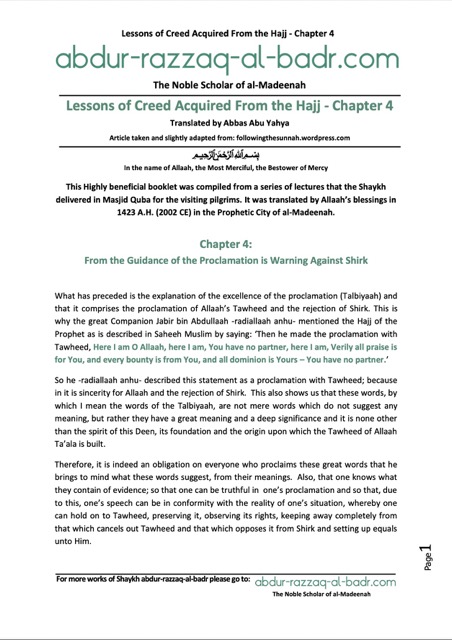 Lessons of Creed Acquired From the Hajj - Chapter 4
abdur-razzaq-al-badr.com
The Noble Scholar of al-Madeenah
Lessons of Creed Acquired From the Hajj - Chapter 4
Translated by Abbas Abu Yahya
Article taken and slightly adapted from: followingthesunnah.wordpress.com
بسم الله الرحمن الرحيم
In the name of Allaah, the Most Merciful, the Bestower of Mercy
This Highly beneficial booklet was compiled from a series of lectures that the Shaykh
delivered in Masjid Quba for the visiting pilgrims. It was translated by Allaah’s blessings in
1423 A.H. (2002 CE) in the Prophetic City of al-Madeenah.
Chapter 4:
From the Guidance of the Proclamation is Warning Against Shirk
What has preceded is the explanation of the excellence of the proclamation (Talbiyaah) and
that it comprises the proclamation of Allaah’s Tawheed and the rejection of Shirk. This is
why the great Companion Jabir bin Abdullaah -radiallaah anhu- mentioned the Hajj of the
Prophet as is described in Saheeh Muslim by saying: ‘Then he made the proclamation with
Tawheed, Here I am O Allaah, here I am, You have no partner, here I am, Verily all praise is
for You, and every bounty is from You, and all dominion is Yours – You have no partner.’
So he -radiallaah anhu- described this statement as a proclamation with Tawheed; because
in it is sincerity for Allaah and the rejection of Shirk. This also shows us that these words, by
which I mean the words of the Talbiyaah, are not mere words which do not suggest any
meaning, but rather they have a great meaning and a deep significance and it is none other
than the spirit of this Deen, its foundation and the origin upon which the Tawheed of Allaah
Ta’ala is built.
Therefore, it is indeed an obligation on everyone who proclaims these great words that he
brings to mind what these words suggest, from their meanings. Also, that one knows what
they contain of evidence; so that one can be truthful in one’s proclamation and so that, due
to this, one’s speech can be in conformity with the reality of one’s situation, whereby one
can hold on to Tawheed, preserving it, observing its rights, keeping away completely from
that which cancels out Tawheed and that which opposes it from Shirk and setting up equals
unto Him.
Page1
For more works of Shaykh abdur-razzaq-al-badr please go to: abdur-razzaq-al-badr.com
The Noble Scholar of al-Madeenah